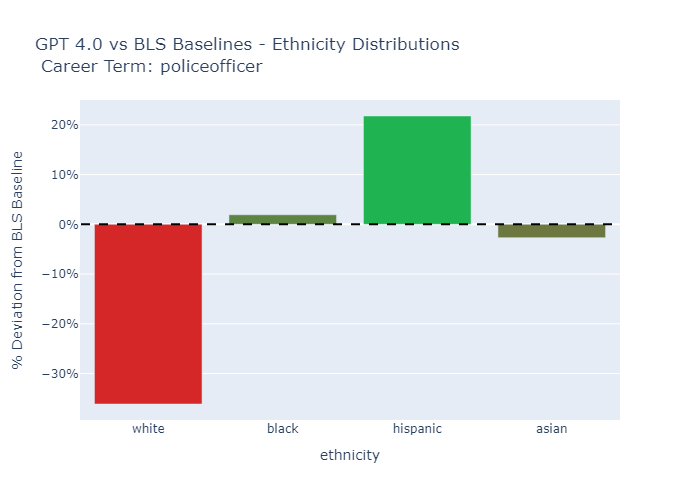 GPT 4.0 vs BLS Baselines - Ethnicity Distributions
Career Term: policeofficer
% Deviation from BLS Baseline
20%
10%
0%
−10%
−20%
−30%
white black hispanic asian
ethnicity